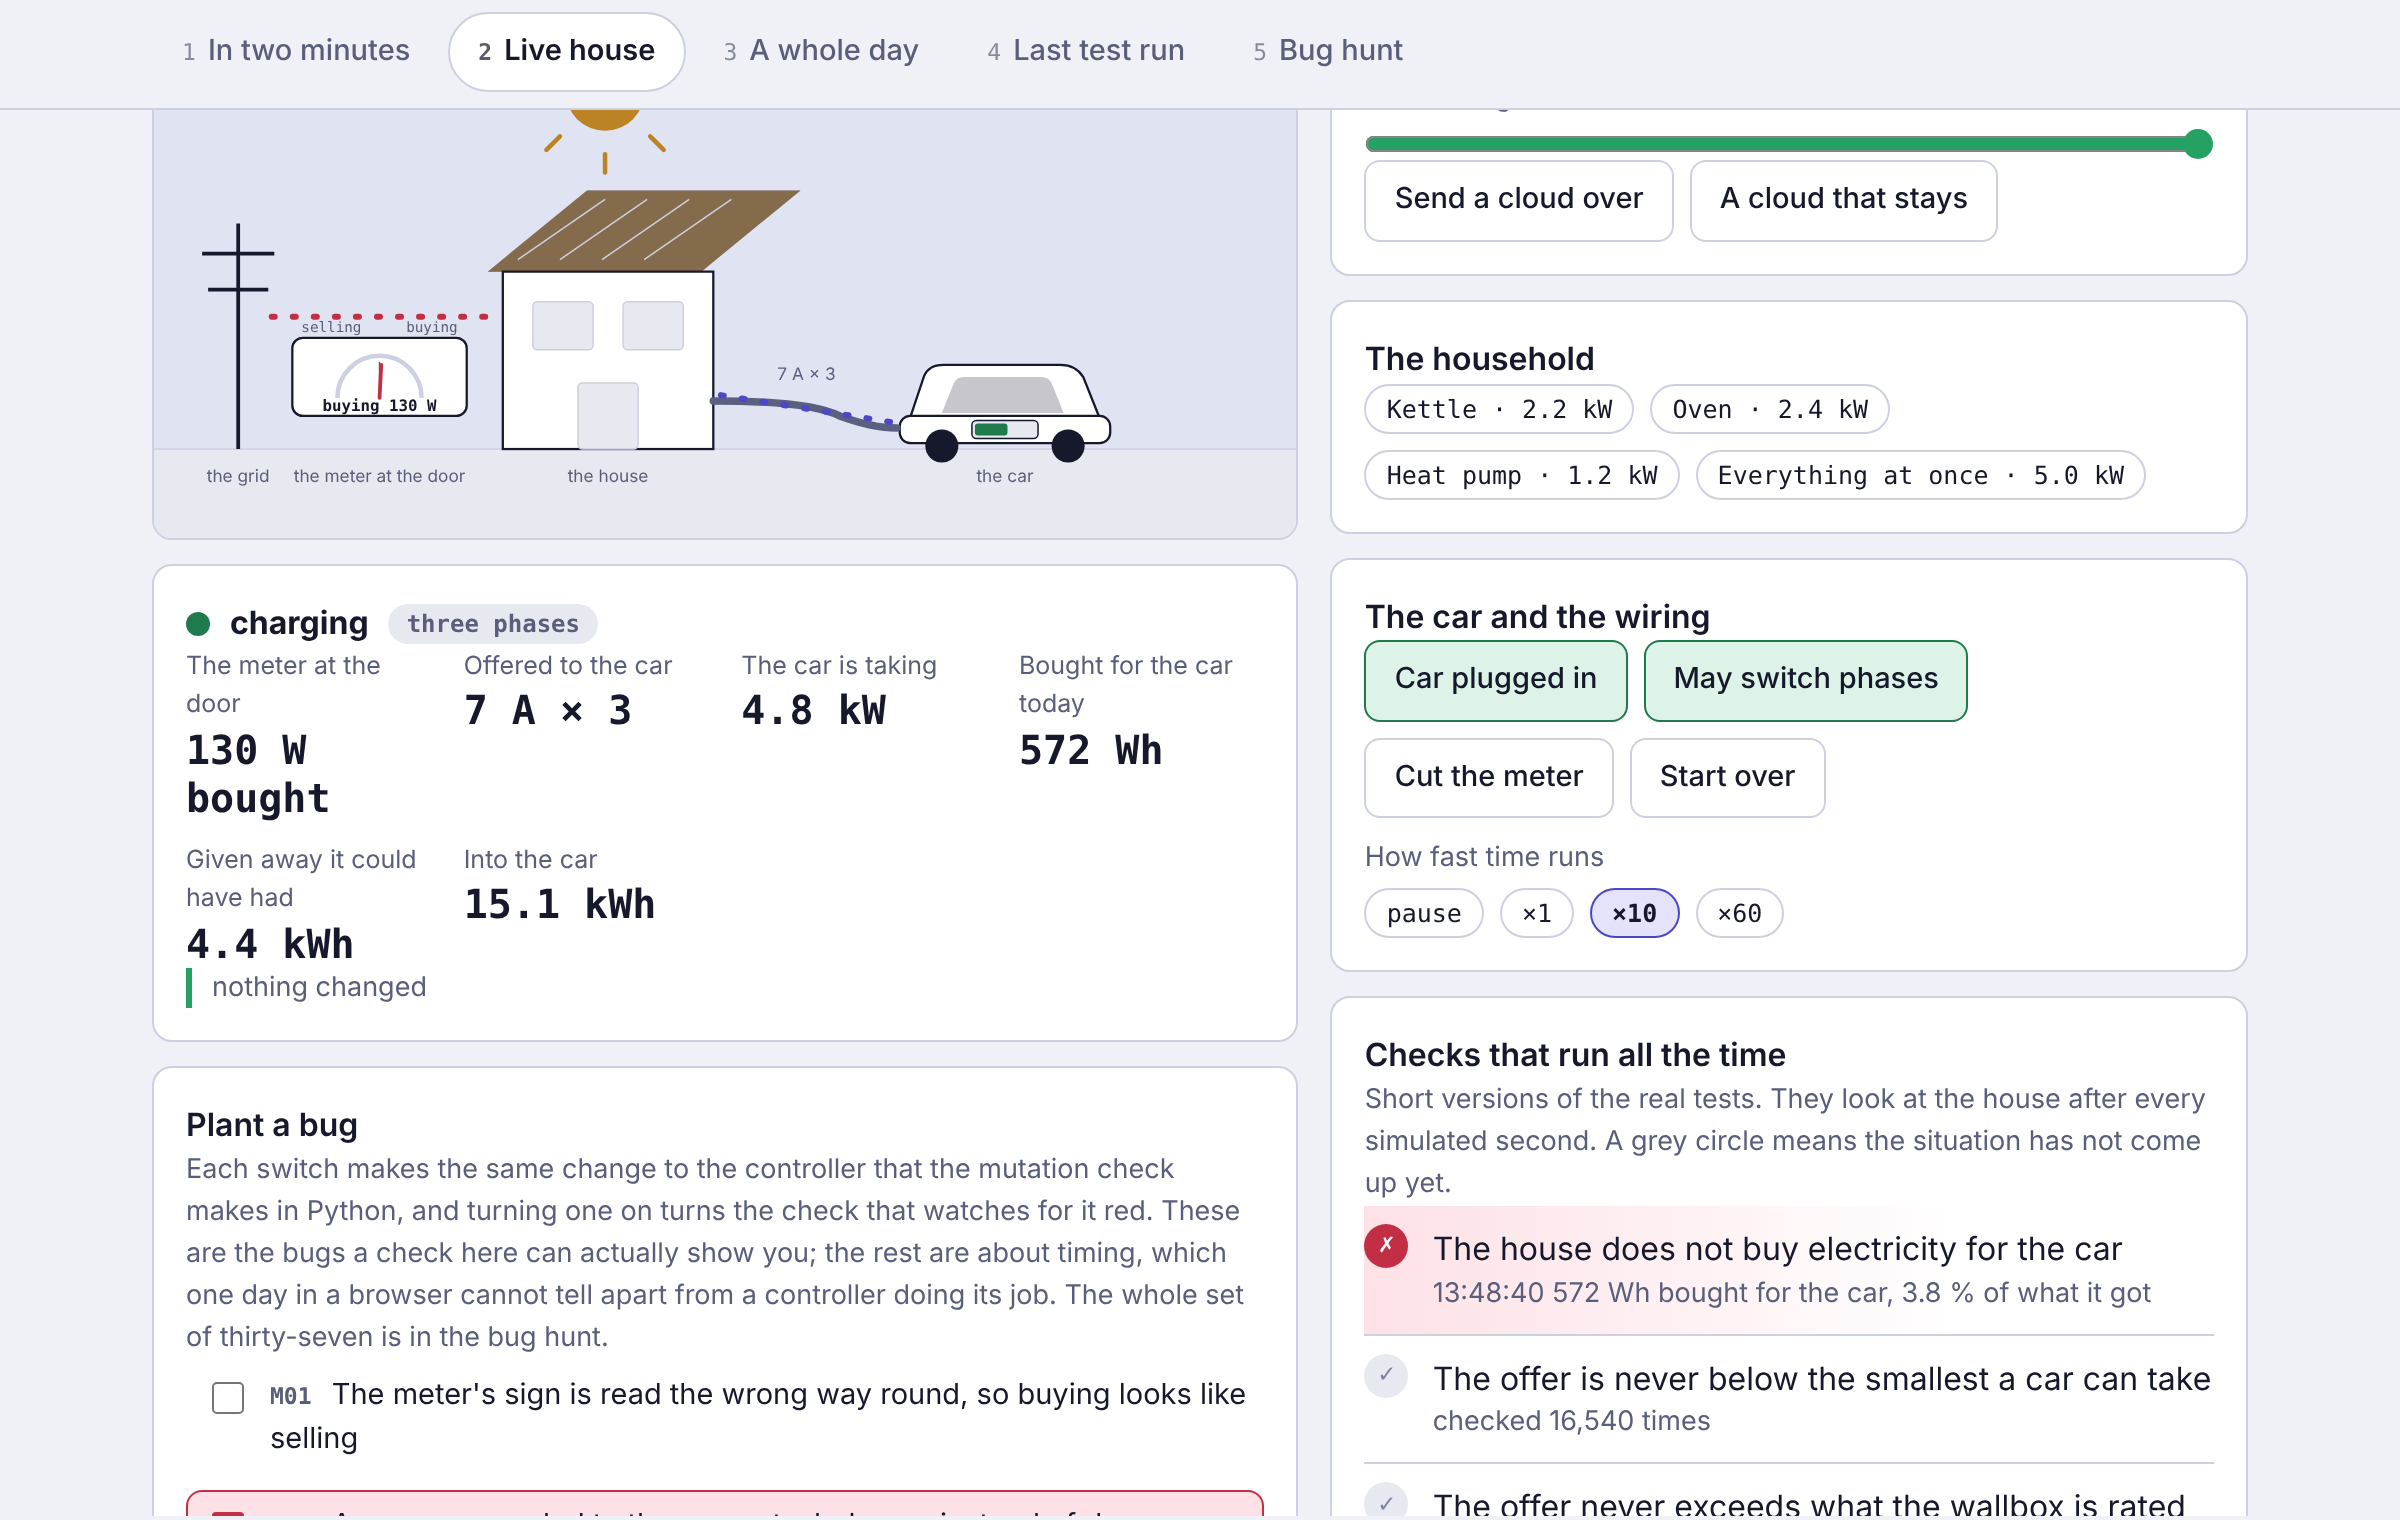 1 In two minutes
2 Live house
3 A whole day
4 Last test run
5 Bug hunt
selling buying
buying 130 W
7 A × 3
the grid
the meter at the door
the house
the car
charging three phases
The meter at the
door
130 W
bought
Offered to the car
7 A × 3
The car is taking
4.8 kW
Bought for the car
today
572 Wh
Given away it could
have had
4.4 kWh
Into the car
15.1 kWh
nothing changed
Plant a bug
Each switch makes the same change to the controller that the mutation check
makes in Python, and turning one on turns the check that watches for it red. These
are the bugs a check here can actually show you; the rest are about timing, which
one day in a browser cannot tell apart from a controller doing its job. The whole set
of thirty-seven is in the bug hunt.
M01 The meter's sign is read the wrong way round, so buying looks like
selling
Send a cloud over
A cloud that stays
The household
Kettle · 2.2 kW
Oven · 2.4 kW
Heat pump · 1.2 kW
Everything at once · 5.0 kW
The car and the wiring
Car plugged in
May switch phases
Cut the meter
Start over
How fast time runs
pause
×1
×10
×60
Checks that run all the time
Short versions of the real tests. They look at the house after every
simulated second. A grey circle means the situation has not come
up yet.
✗ The house does not buy electricity for the car
13:48:40 572 Wh bought for the car, 3.8 % of what it got
✓ The offer is never below the smallest a car can take
checked 16,540 times
✓ The offer never exceeds what the wallbox is rated